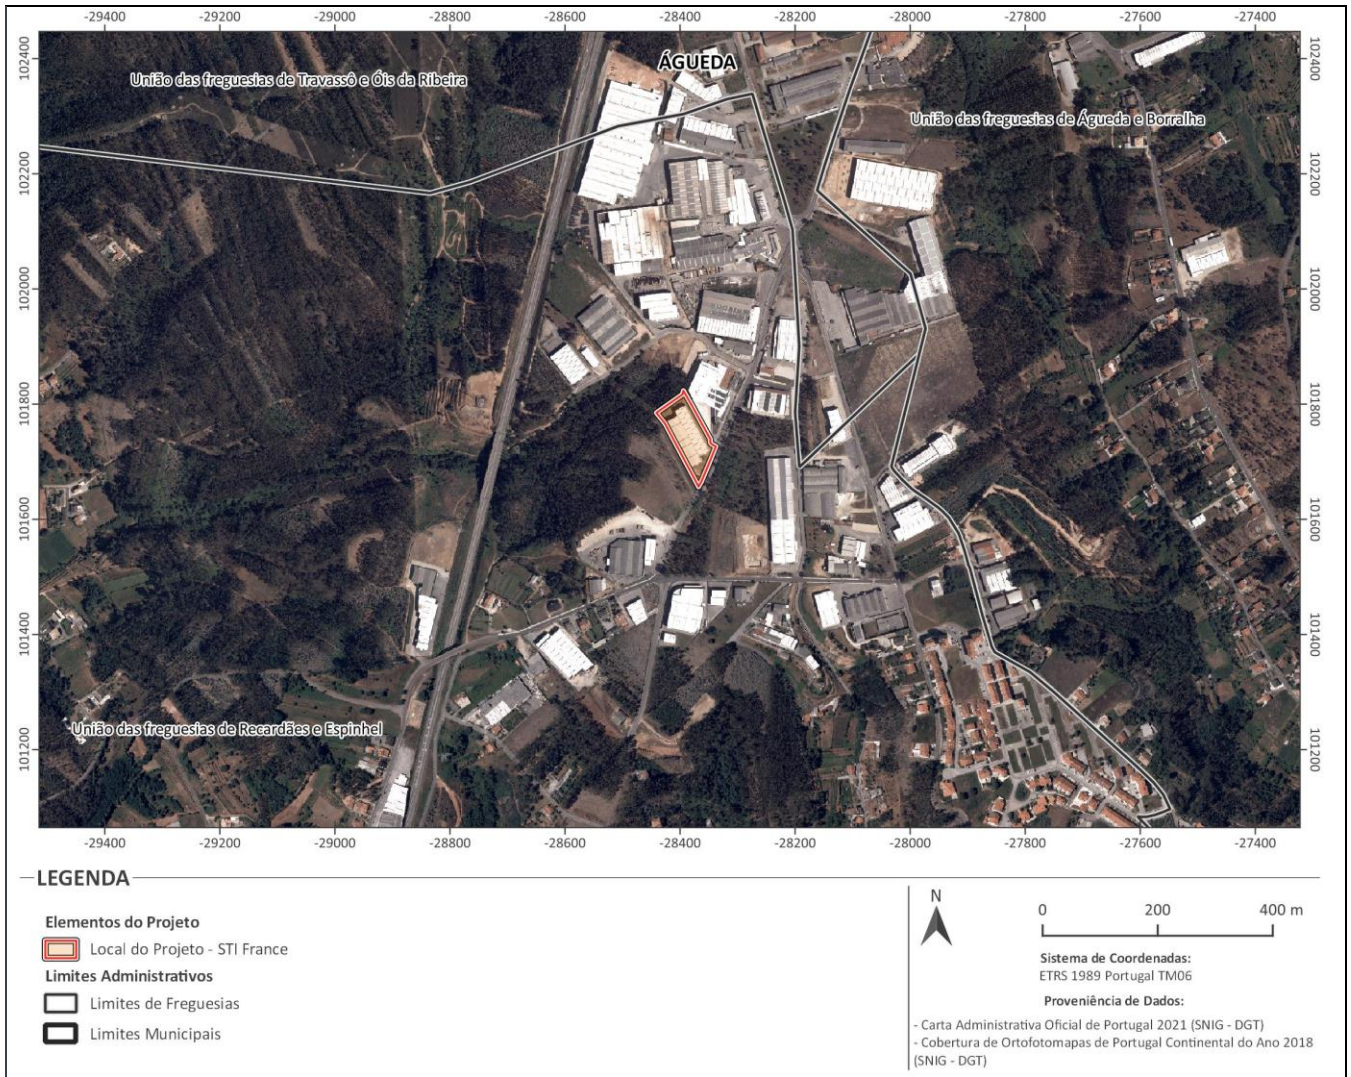 -29400 -29200 -29000 -28800 -28600 -28400 -28200 -28000 -27800 -27600 -27400
102400
102400
ÁGUEDA
União das freguesias de Travassô e Óis da Ribeira
União das freguesias de Águeda e Borralha
102200
102200
102000
102000
101800
101800
101600
101600
101400
101400
União das freguesias de Recardães e Espinhel
101200
101200
-29400 -29200 -29000 -28800 -28600 -28400 -28200 -28000 -27800 -27600 -27400
LEGENDA
Elementos do Projeto
Local do Projeto - STI France
Limites Administrativos
Limites de Freguesias
Limites Municipais
N
0 200 400 m
Sistema de Coordenadas:
ETRS 1989 Portugal TM06
Proveniência de Dados:
- Carta Administrativa Oficial de Portugal 2021 (SNIG - DGT)
- Cobertura de Ortofotomapas de Portugal Continental do Ano 2018
(SNIG - DGT)